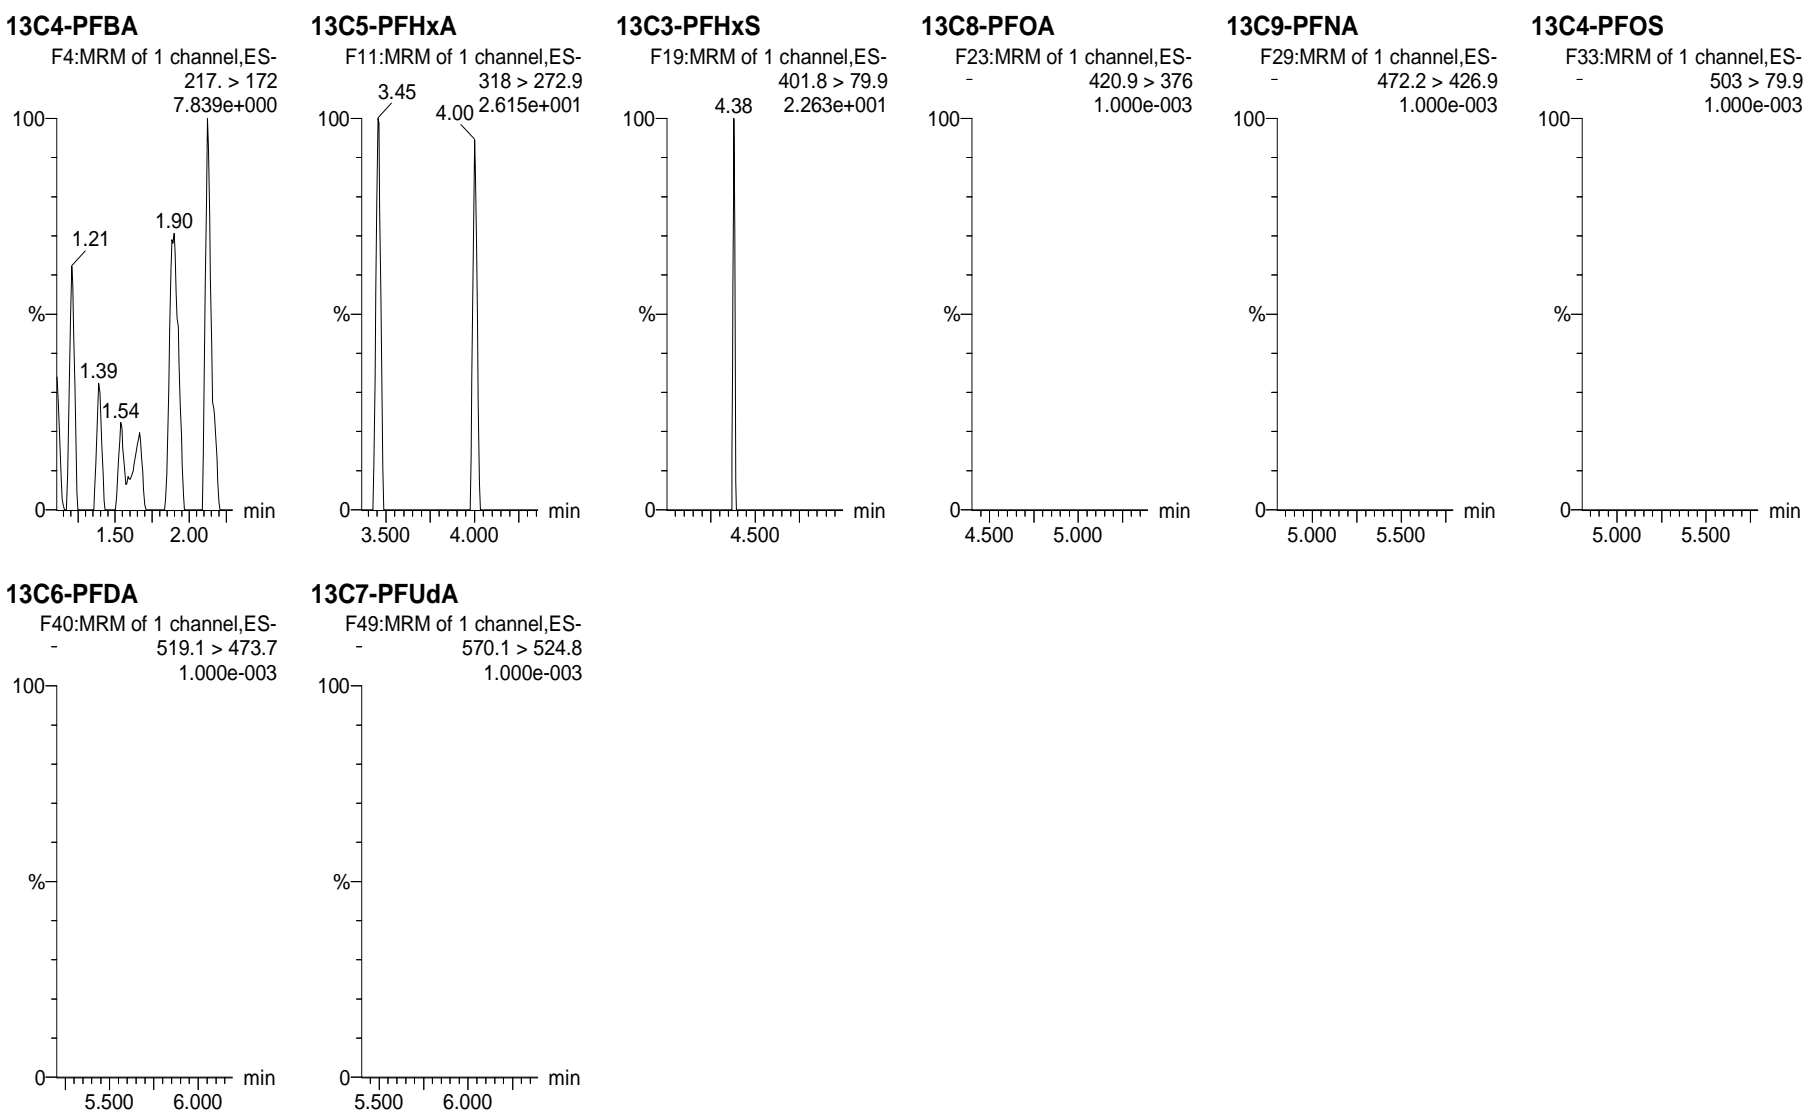 13C4-PFBA
F4:MRM of 1 channel,ES-
217. > 172
7.839e+000
100
1.21
1.39
1.54
1.90
%
0
min
1.50 2.00
13C5-PFHxA
F11:MRM of 1 channel,ES-
318 > 272.9
2.615e+001
3.45
4.00
100
%
0
min
3.500 4.000
13C3-PFHxS
F19:MRM of 1 channel,ES-
401.8 > 79.9
2.263e+001
4.38
100
%
0
min
4.500
13C8-PFOA
F23:MRM of 1 channel,ES-
- 420.9 > 376
1.000e-003
100
%
0
min
4.500 5.000
13C9-PFNA
F29:MRM of 1 channel,ES-
- 472.2 > 426.9
1.000e-003
100
%
0
min
5.000 5.500
13C4-PFOS
F33:MRM of 1 channel,ES-
- 503 > 79.9
1.000e-003
100
%
0
min
5.000 5.500
13C6-PFDA
F40:MRM of 1 channel,ES-
- 519.1 > 473.7
1.000e-003
100
%
0
min
5.500 6.000
13C7-PFUdA
F49:MRM of 1 channel,ES-
- 570.1 > 524.8
1.000e-003
100
%
0
min
5.500 6.000